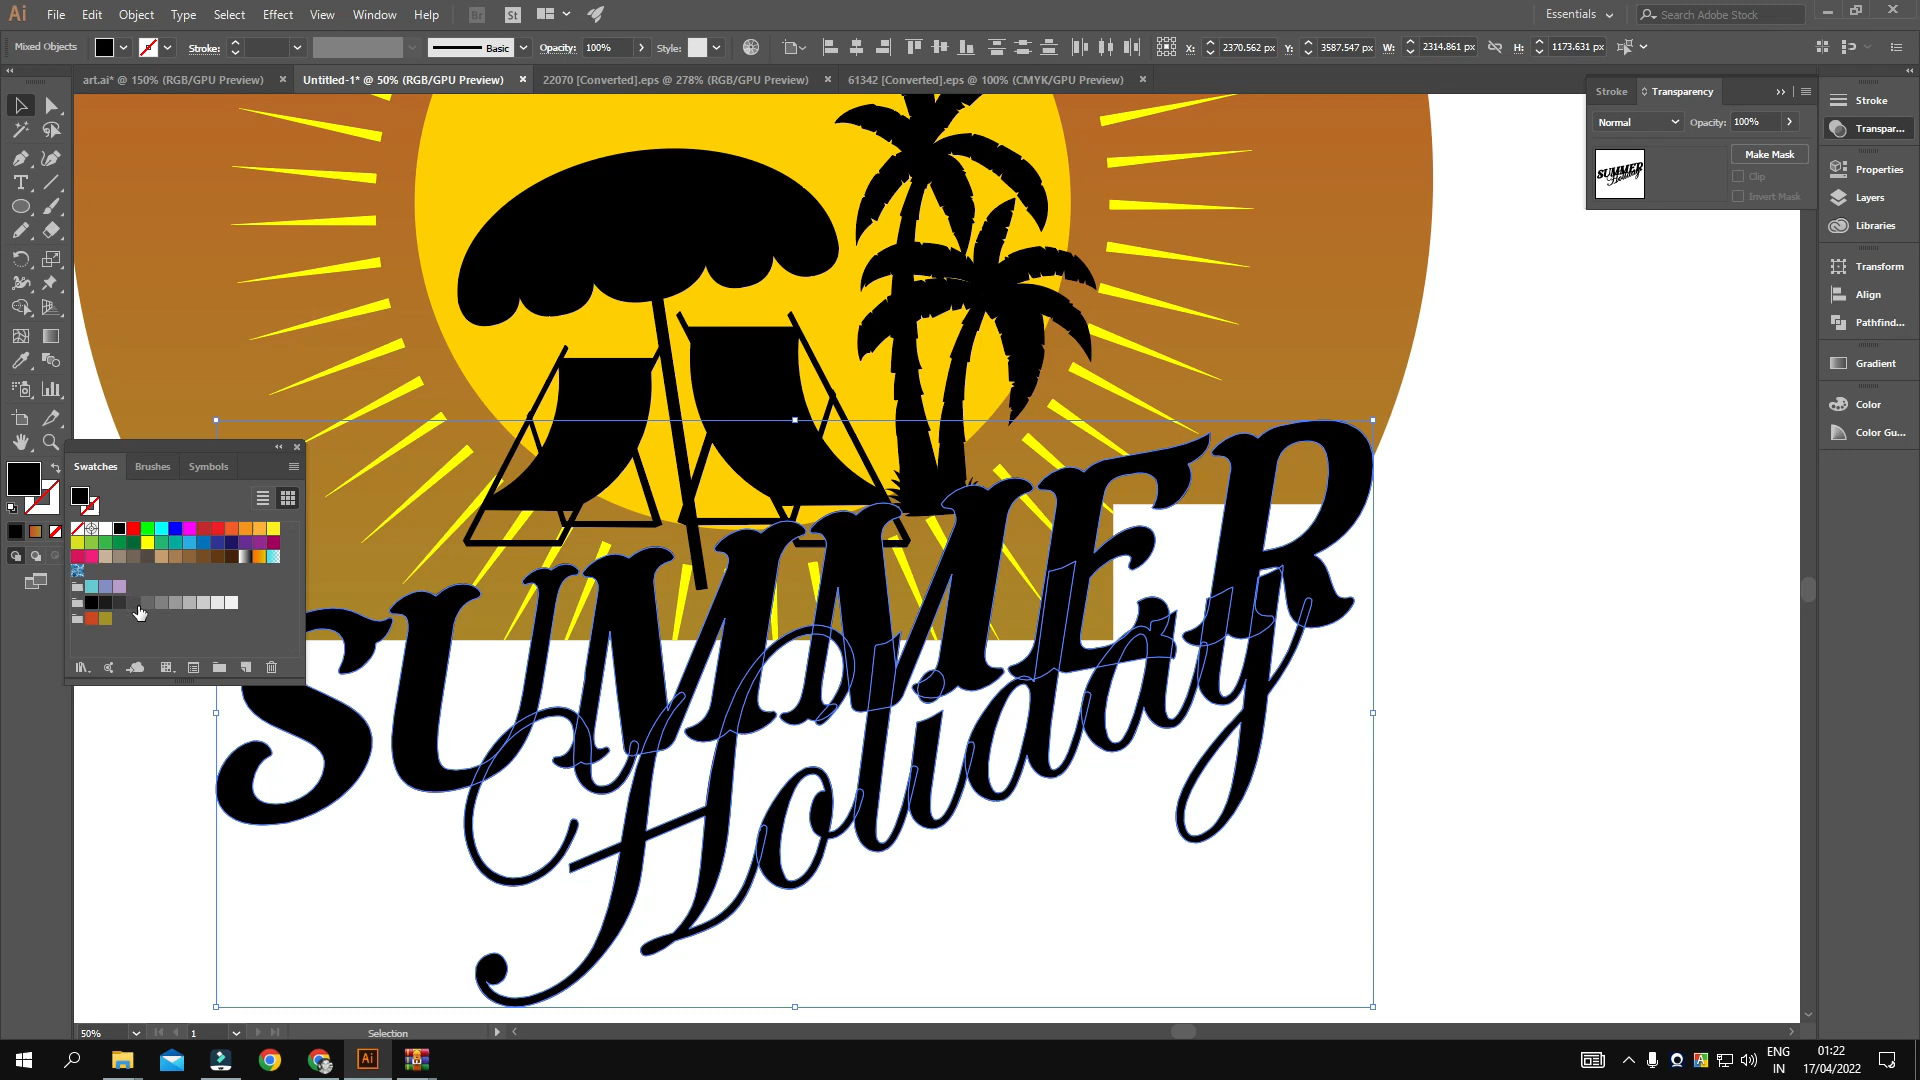 Ai File Edit Object Type Select Effect View Window Help Br St Essentials Search Adobe Stock
Mixed Objects Stroke: Basic Opacity: 100% Style: X: 2370.562 px Y: 3587.547 px W: 2314.861 px H: 1173.631 px
art.ai* @ 150% (RGB/GPU Preview) × Untitled-1* @ 50% (RGB/GPU Preview) × 22070 [Converted].eps @ 278% (RGB/GPU Preview) × 61342 [Converted].eps @ 100% (CMYK/GPU Preview) ×
Stroke Transparency
Normal Opacity: 100%
Make Mask
Clip
Invert Mask
SUMMER
Holiday
Stroke
Transpar...
Properties
Layers
Libraries
Transform
Align
Pathfind...
Gradient
Color
Color Gu...
Swatches Brushes Symbols
SUMMER
Holiday
50% 1 Selection
Ai ENG
IN
01:22
17/04/2022